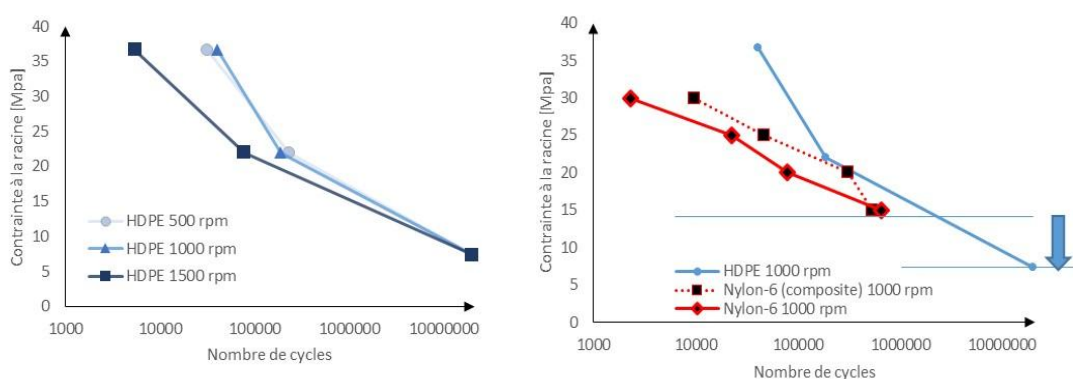 40
35
30
25
20
15
10
5
0
Contrainte à la racine [Mpa]
HDPE 500 rpm
HDPE 1000 rpm
HDPE 1500 rpm
1000 10000 100000 1000000 10000000
Nombre de cycles
40
35
30
25
20
15
10
5
0
Contrainte à la racine [Mpa]
HDPE 1000 rpm
Nylon-6 (composite) 1000 rpm
Nylon-6 1000 rpm
1000 10000 100000 1000000 10000000
Nombre de cycles